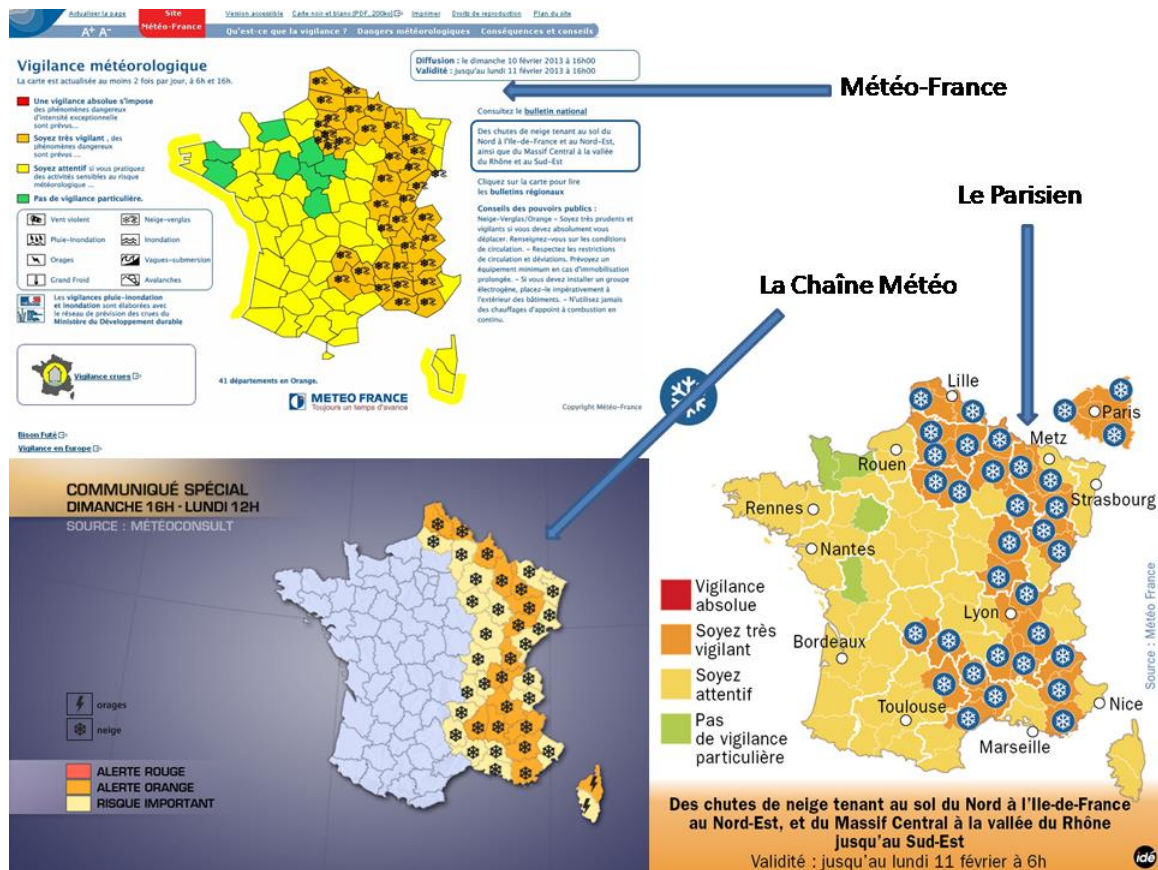 Actualiser la page
Site
Météo-France
Version accessible Carte noir et blanc (PDF, 200ko) Imprimer Droits de reproduction Plan du site
A+ A-
Qu'est-ce que la vigilance ? Dangers météorologiques Conséquences et conseils
Vigilance météorologique
La carte est actualisée au moins 2 fois par jour, à 6h et 16h.
Une vigilance absolue s'impose
des phénomènes dangereux
d'intensité exceptionnelle
sont prévus...
Soyez très vigilant, des
phénomènes dangereux
sont prévus ...
Soyez attentif si vous pratiquez
des activités sensibles au risque
météorologique ...
Pas de vigilance particulière.
Vent violent
Neige-verglas
Pluie-Inondation
Inondation
Orages
Vagues-submersion
Grand Froid
Avalanches
Les vigilances pluie-inondation
et inondation sont élaborées avec
le réseau de prévision des crues du
Ministère du Développement durable
Vigilance crues
41 départements en Orange.
METEO FRANCE
Toujours un temps d'avance
Copyright Météo-France
Bison Futé
Vigilance en Europe
Diffusion : le dimanche 10 février 2013 à 16h00
Validité : jusqu'au lundi 11 février 2013 à 16h00
Consultez le bulletin national
Des chutes de neige tenant au sol du
Nord à l'Ile-de-France et au Nord-Est,
ainsi que du Massif Central à la vallée
du Rhône et au Sud-Est
Cliquez sur la carte pour lire
les bulletins régionaux
Conseils des pouvoirs publics :
Neige-Verglas/Orange - Soyez très prudents et
vigilants si vous devez absolument vous
déplacer. Renseignez-vous sur les conditions
de circulation. - Respectez les restrictions
de circulation et déviations. Prévoyez un
équipement minimum en cas d'immobilisation
prolongée. - Si vous devez installer un groupe
électrogène, placez-le impérativement à
l'extérieur des bâtiments. - N'utilisez jamais
des chauffages d'appoint à combustion en
continu.
Météo-France
Le Parisien
La Chaîne Météo
COMMUNIQUÉ SPÉCIAL
DIMANCHE 16H - LUNDI 12H
SOURCE : MÉTÉOCONSULT
orages
neige
ALERTE ROUGE
ALERTE ORANGE
RISQUE IMPORTANT
Lille
Paris
Metz
Rouen
Strasbourg
Rennes
Nantes
Lyon
Bordeaux
Toulouse
Nice
Marseille
Vigilance
absolue
Soyez très
vigilant
Soyez
attentif
Pas
de vigilance
particulière
Source : Météo France
Des chutes de neige tenant au sol du Nord à l'Ile-de-France
au Nord-Est, et du Massif Central à la vallée du Rhône
jusqu'au Sud-Est
Validité : jusqu'au lundi 11 février à 6h
idé